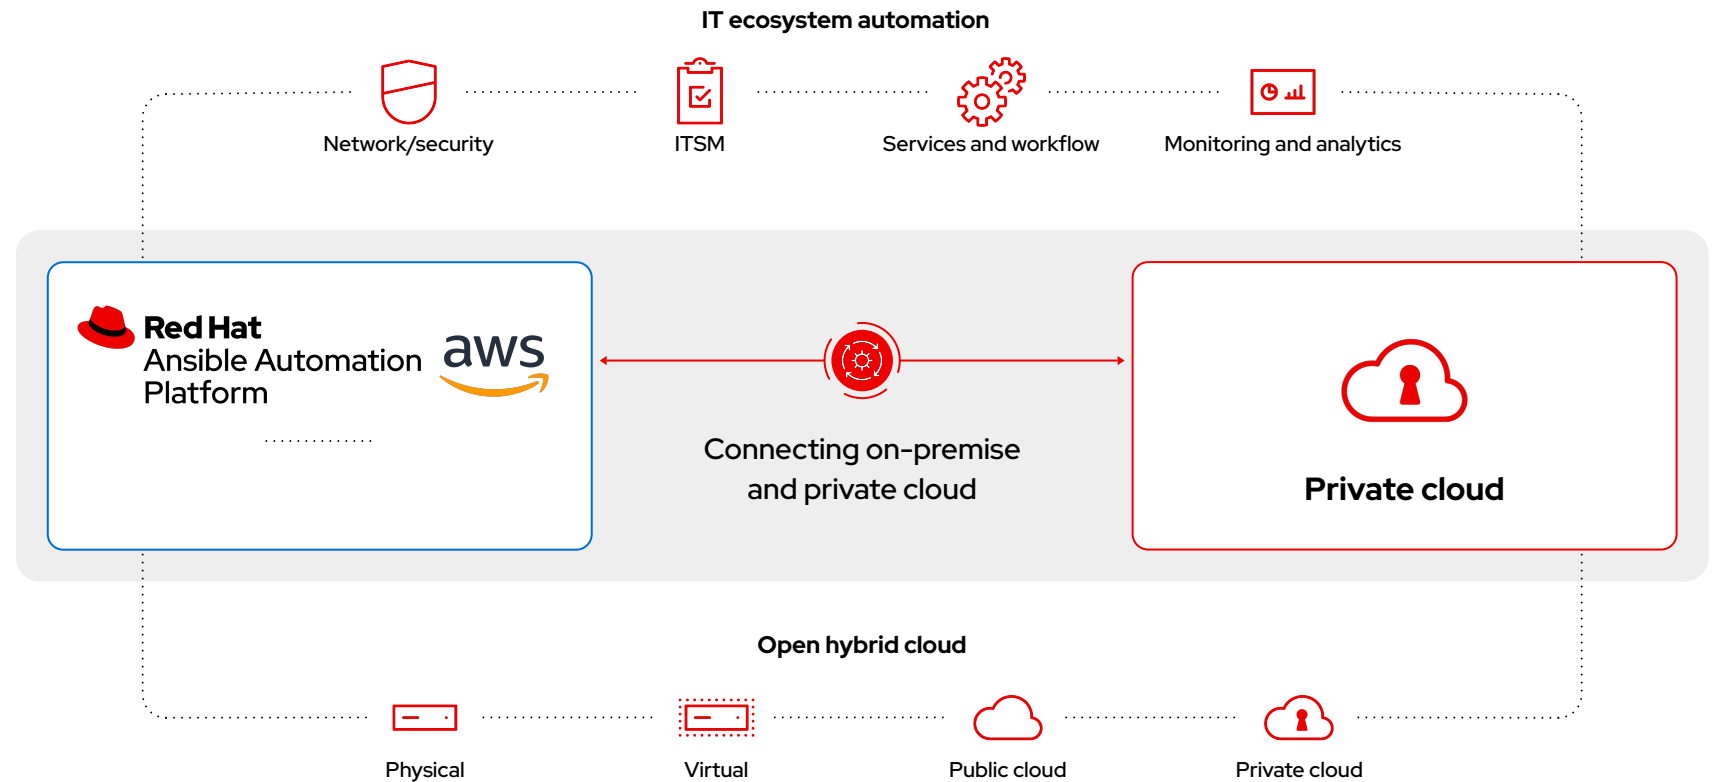 IT ecosystem automation
Network/security
ITSM
Services and workflow
Monitoring and analytics
Red Hat
Ansible Automation
Platform
aws
Connecting on-premise
and private cloud
Private cloud
Open hybrid cloud
Physical
Virtual
Public cloud
Private cloud